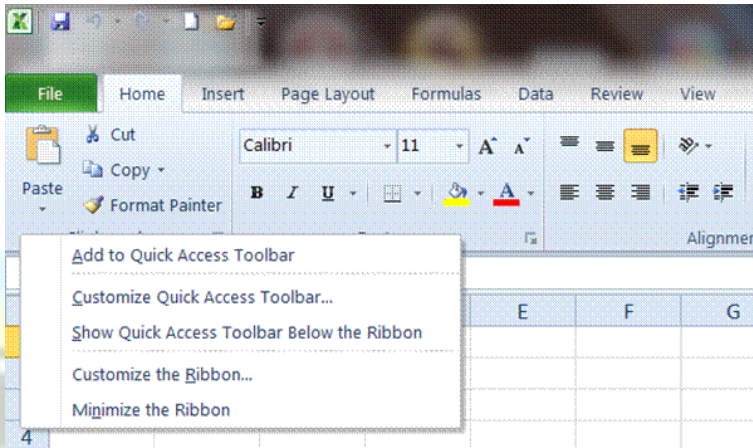 File Home Insert Page Layout Formulas Data Review View
Cut
Calibri 11 A A
Copy
Paste
Format Painter
B I U A
Add to Quick Access Toolbar
Customize Quick Access Toolbar...
Show Quick Access Toolbar Below the Ribbon
Customize the Ribbon...
Minimize the Ribbon
E F G
4